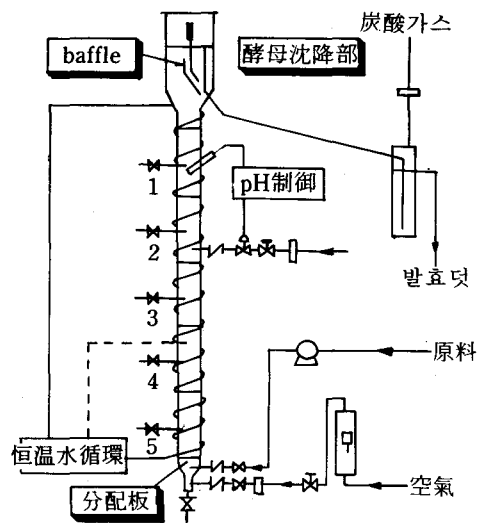 炭酸가스
baffle
酵母沈降部
1
pH制御
2
발효덧
3
原料
4
5
恒温水循環
分配板
空氣